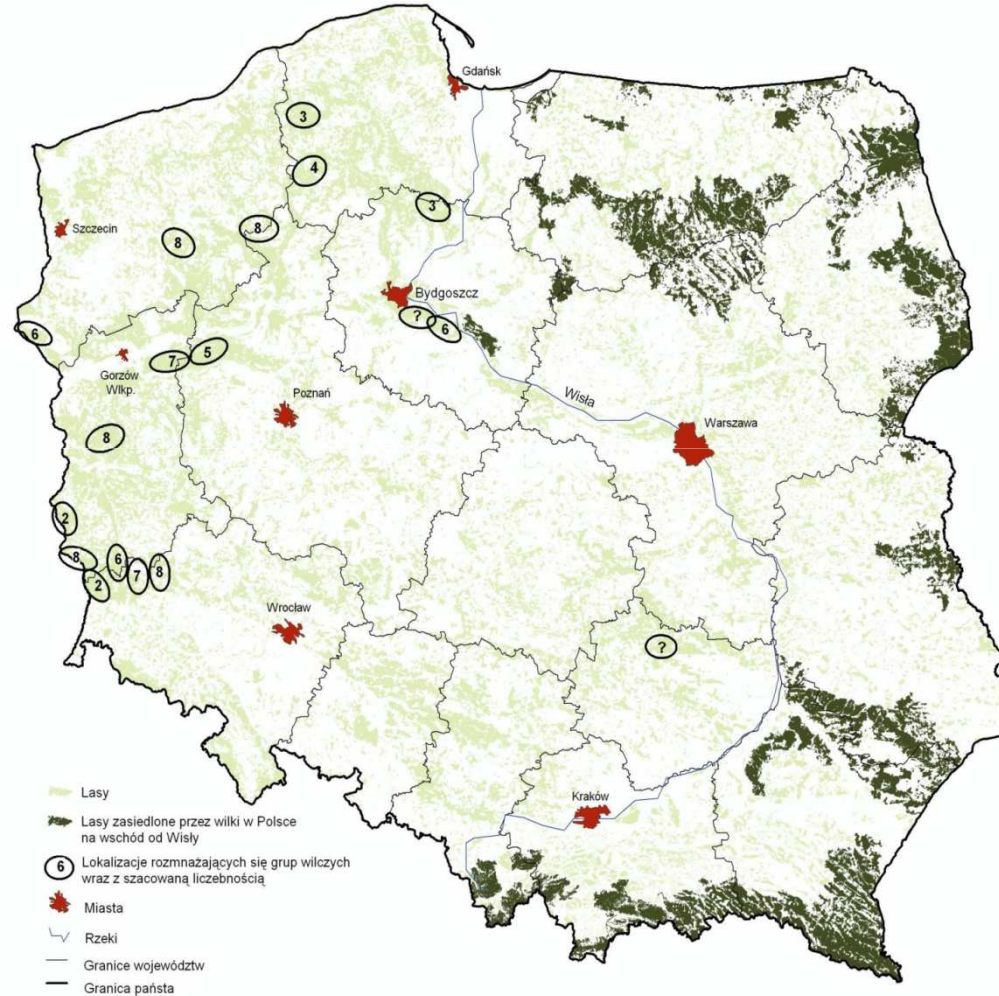 Gdańsk
3
4
3
8
8
Szczecin
Bydgoszcz
?
6
6
7
5
Gorzów
Wlkp.
Poznań
Wisła
Warszawa
8
2
8
6
7
8
2
Wrocław
?
Kraków
Lasy
Lasy zasiedlone przez wilki w Polsce
na wschód od Wisły
6
Lokalizacje rozmnażających się grup wilczych
wraz z szacowaną liczebnością
Miasta
Rzeki
Granice województw
Granica państa